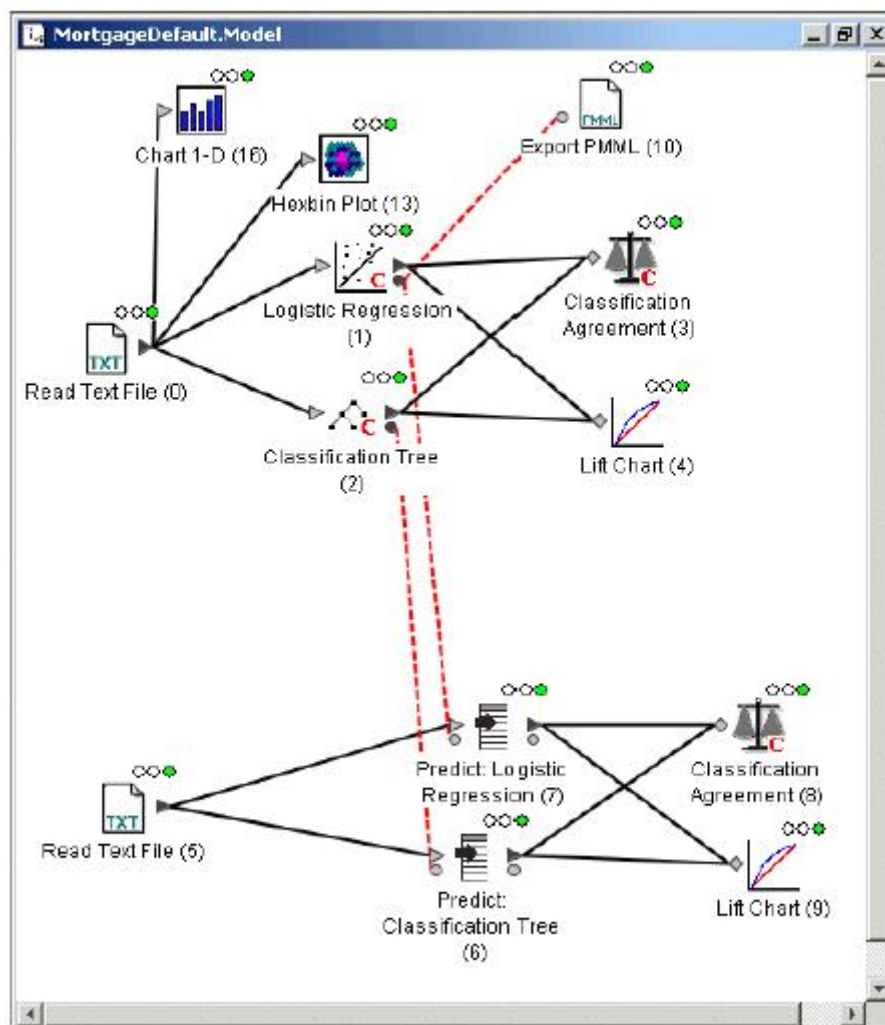 MortgageDefault.Model
Chart 1-D (16)
PMML
Export PMML (10)
Hexbin Plot (13)
C
Logistic Regression
(1)
C
Classification
Agreement (3)
TXT
Read Text File (0)
C
Classification Tree
(2)
Lift Chart (4)
Predict: Logistic
Regression (7)
C
Classification
Agreement (8)
TXT
Read Text File (5)
Predict:
Classification Tree
(6)
Lift Chart (9)